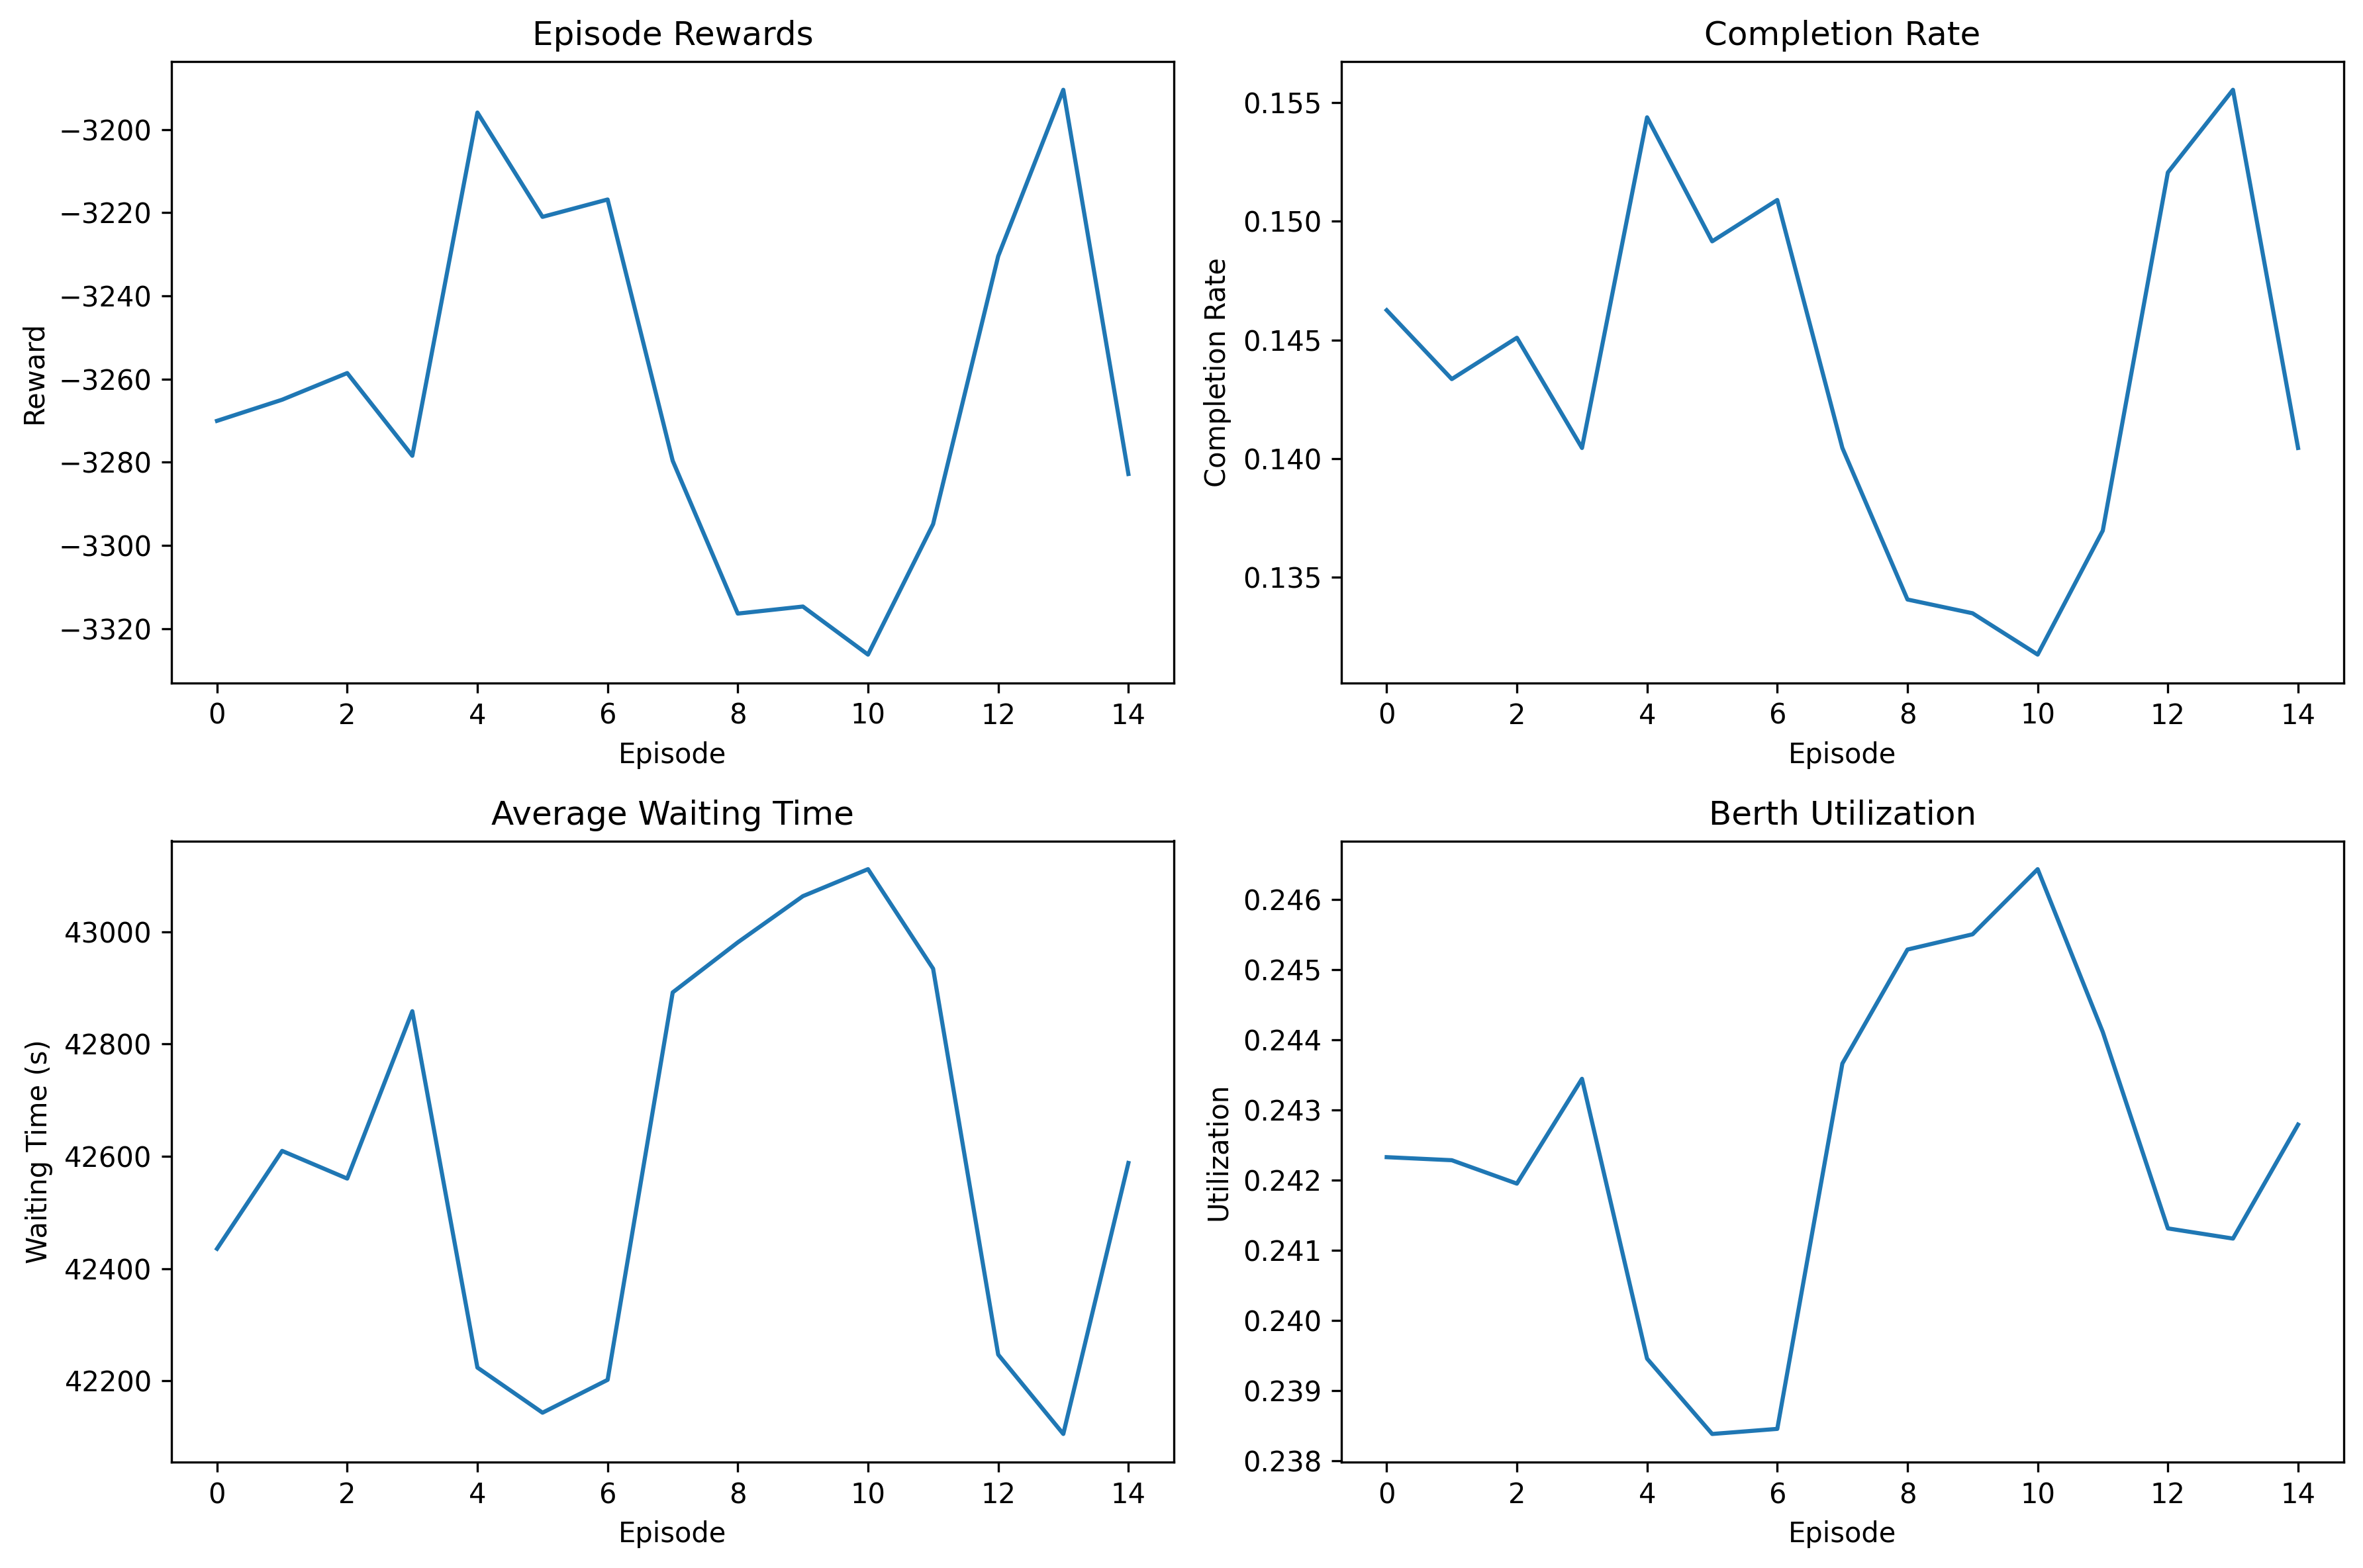 Episode Rewards
Reward
−3200
−3220
−3240
−3260
−3280
−3300
−3320
0 2 4 6 8 10 12 14
Episode
Completion Rate
Completion Rate
0.155
0.150
0.145
0.140
0.135
0 2 4 6 8 10 12 14
Episode
Average Waiting Time
Waiting Time (s)
43000
42800
42600
42400
42200
0 2 4 6 8 10 12 14
Episode
Berth Utilization
Utilization
0.246
0.245
0.244
0.243
0.242
0.241
0.240
0.239
0.238
0 2 4 6 8 10 12 14
Episode